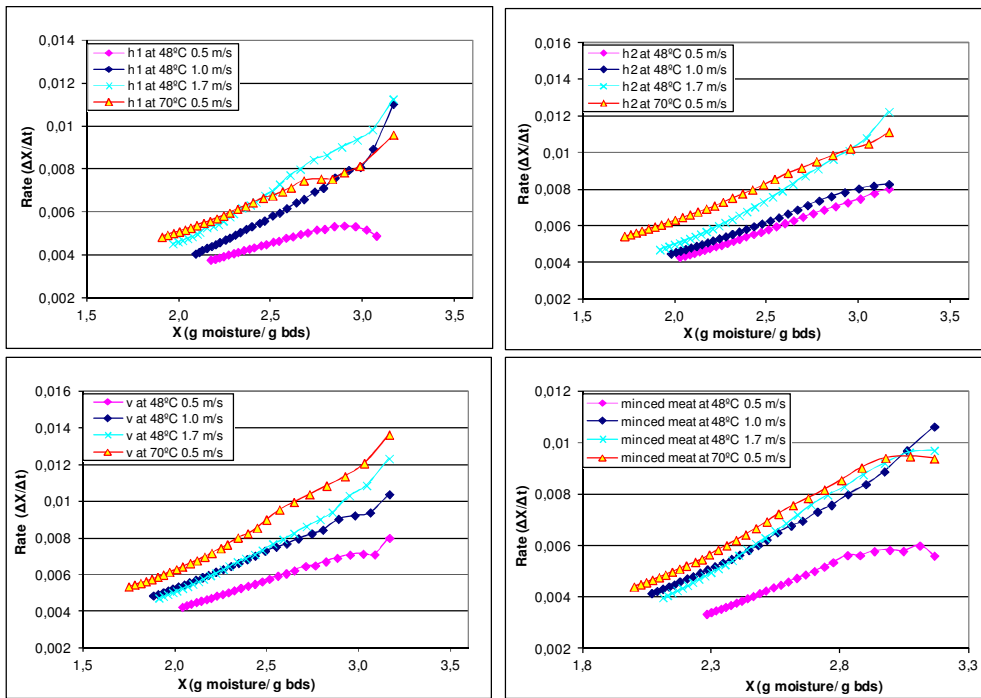 0,014
0,012
0,01
0,008
0,006
0,004
0,002
Rate (ΔX/Δt)
h1 at 48ºC 0.5 m/s
h1 at 48ºC 1.0 m/s
h1 at 48ºC 1.7 m/s
h1 at 70ºC 0.5 m/s
1,5 2,0 2,5 3,0 3,5
X (g moisture/ g bds)
0,016
0,014
0,012
0,01
0,008
0,006
0,004
0,002
Rate (ΔX/Δt)
h2 at 48ºC 0.5 m/s
h2 at 48ºC 1.0 m/s
h2 at 48ºC 1.7 m/s
h2 at 70ºC 0.5 m/s
1,5 2,0 2,5 3,0 3,5
X (g moisture/ g bds)
0,016
0,014
0,012
0,01
0,008
0,006
0,004
0,002
Rate (ΔX/Δt)
v at 48ºC 0.5 m/s
v at 48ºC 1.0 m/s
v at 48ºC 1.7 m/s
v at 70ºC 0.5 m/s
1,5 2,0 2,5 3,0 3,5
X (g moisture/ g bds)
0,012
0,01
0,008
0,006
0,004
0,002
Rate (ΔX/Δt)
minced meat at 48ºC 0.5 m/s
minced meat at 48ºC 1.0 m/s
minced meat at 48ºC 1.7 m/s
minced meat at 70ºC 0.5 m/s
1,8 2,3 2,8 3,3
X (g moisture/ g bds)